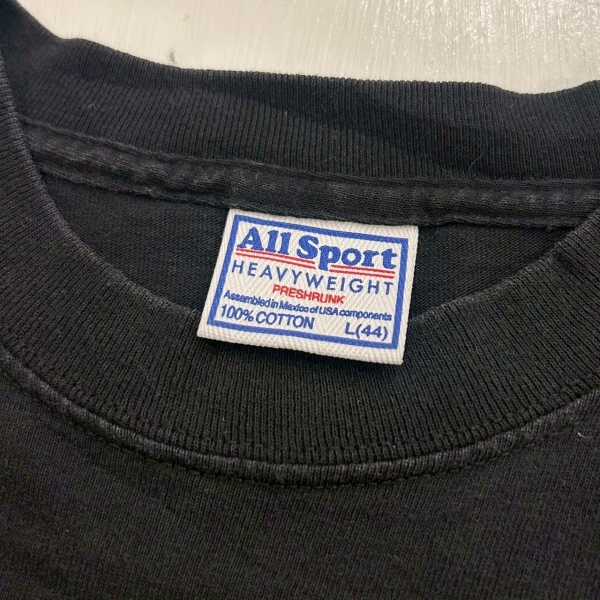 All Sport
HEAVYWEIGHT
PRESHRUNK
Assembled in Mexico of USA components
100% COTTON L(44)